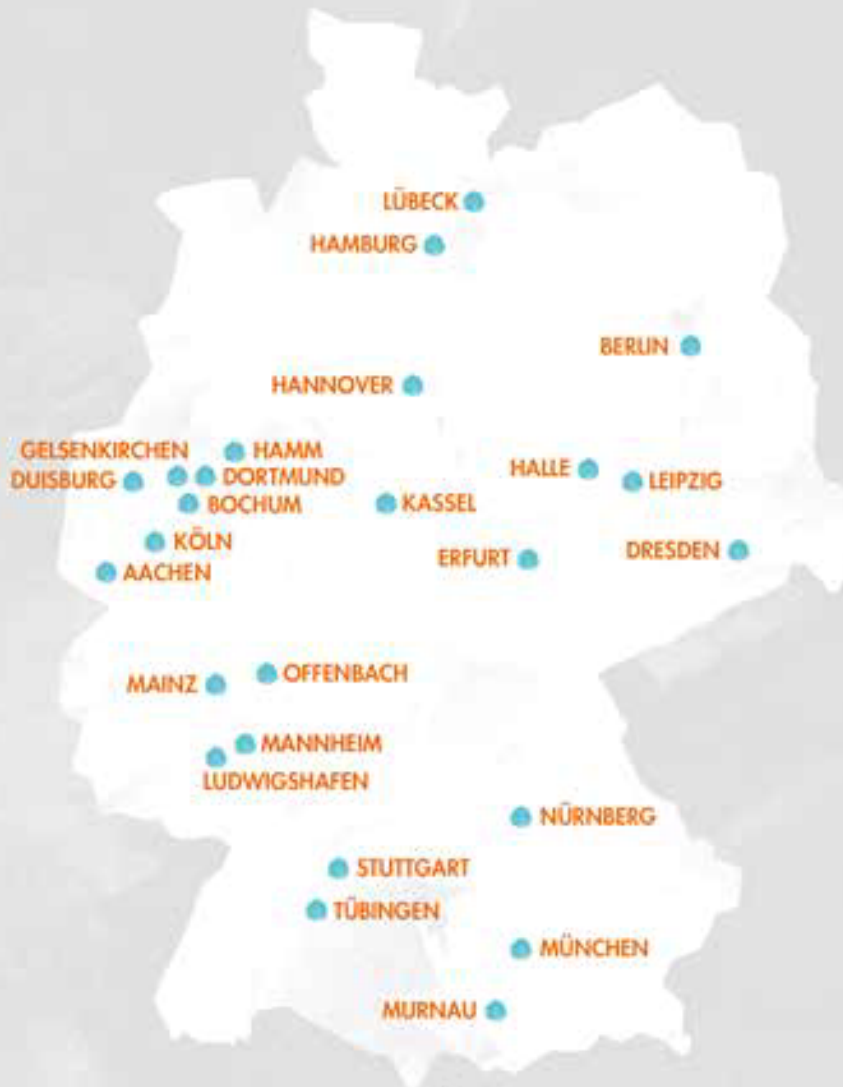 LÜBECK
HAMBURG
BERLIN
HANNOVER
GELSENKIRCHEN
HAMM
DUISBURG
DORTMUND
HALLE
LEIPZIG
BOCHUM
KASSEL
KÖLN
ERFURT
DRESDEN
AACHEN
MAINZ
OFFENBACH
MANNHEIM
LUDWIGSHAFEN
NÜRNBERG
STUTTGART
TÜBINGEN
MÜNCHEN
MURNAU